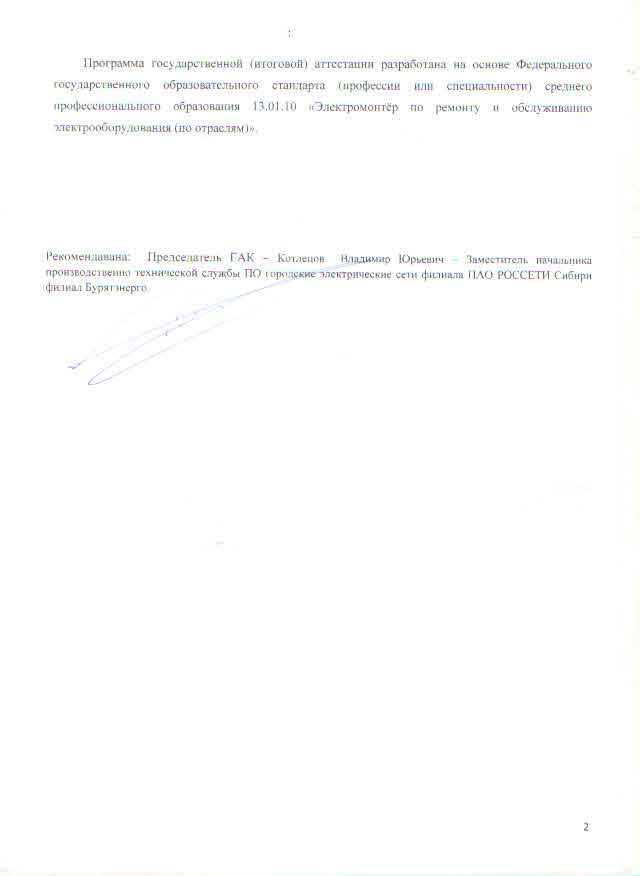 Программа государственной (итоговой) аттестации разработана на основе Федерального
государственного образовательного стандарта (профессии или специальности) среднего
профессионального образования 13.01.10 «Электромонтёр по ремонту и обслуживанию
электрооборудования (по отраслям)».
Рекомендавана: Председатель ГАК – Котлецов Владимир Юрьевич – Заместитель начальника
производственно технической службы ПО городские электрические сети филиала ПАО РОССЕТИ Сибири
филиал Бурятэнерго
2